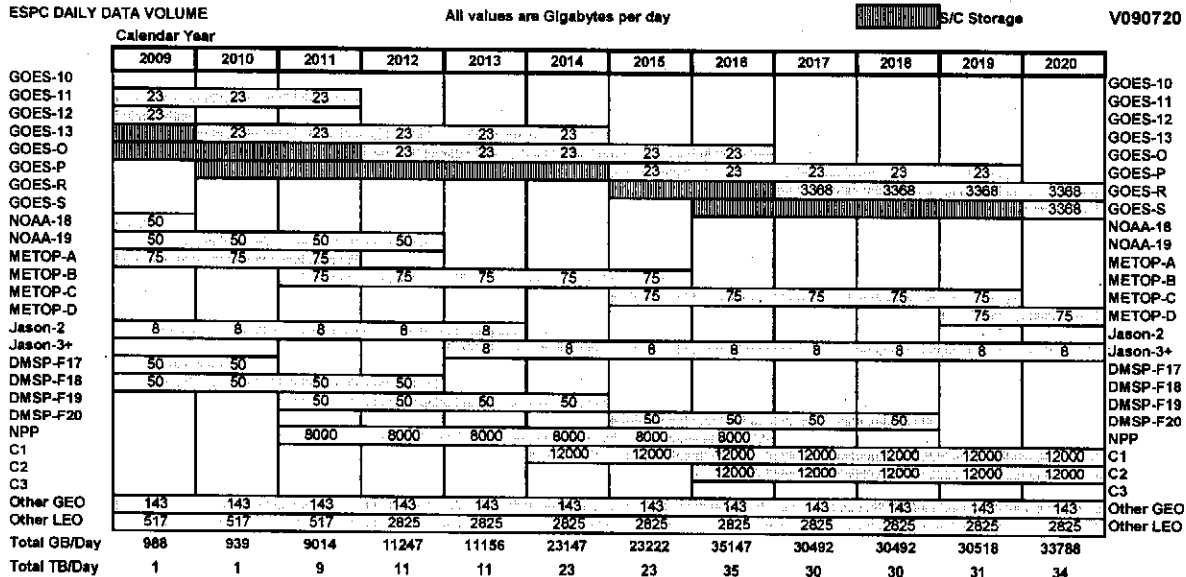 ESPC DAILY DATA VOLUME All values are Gigabytes per day S/C Storage V090720
Calendar Year
2009 2010 2011 2012 2013 2014 2015 2016 2017 2018 2019 2020
GOES-10 GOES-10
GOES-11 23 23 23 GOES-11
GOES-12 23 GOES-12
GOES-13 23 23 23 23 23 GOES-13
GOES-O 23 23 23 23 23 GOES-O
GOES-P 23 23 23 23 23 GOES-P
GOES-R 3368 3368 3368 3368 GOES-R
GOES-S 3368 GOES-S
NOAA-18 50 NOAA-18
NOAA-19 50 50 50 50 NOAA-19
METOP-A 75 75 75 METOP-A
METOP-B 75 75 75 75 75 METOP-B
METOP-C 75 75 75 75 75 METOP-C
METOP-D 75 75 METOP-D
Jason-2 8 8 8 8 8 Jason-2
Jason-3+ 8 8 8 8 8 8 8 8 Jason-3+
DMSP-F17 50 50 DMSP-F17
DMSP-F18 50 50 50 50 DMSP-F18
DMSP-F19 50 50 50 50 DMSP-F19
DMSP-F20 50 50 50 50 DMSP-F20
NPP 8000 8000 8000 8000 8000 8000 NPP
C1 12000 12000 12000 12000 12000 12000 12000 C1
C2 12000 12000 12000 12000 12000 C2
C3 C3
Other GEO 143 143 143 143 143 143 143 143 143 143 143 143 Other GEO
Other LEO 517 517 517 2825 2825 2825 2825 2825 2825 2825 2825 2825 Other LEO
Total GB/Day 988 939 9014 11247 11156 23147 23222 35147 30492 30492 30518 33788
Total TB/Day 1 1 9 11 11 23 23 35 30 30 31 34